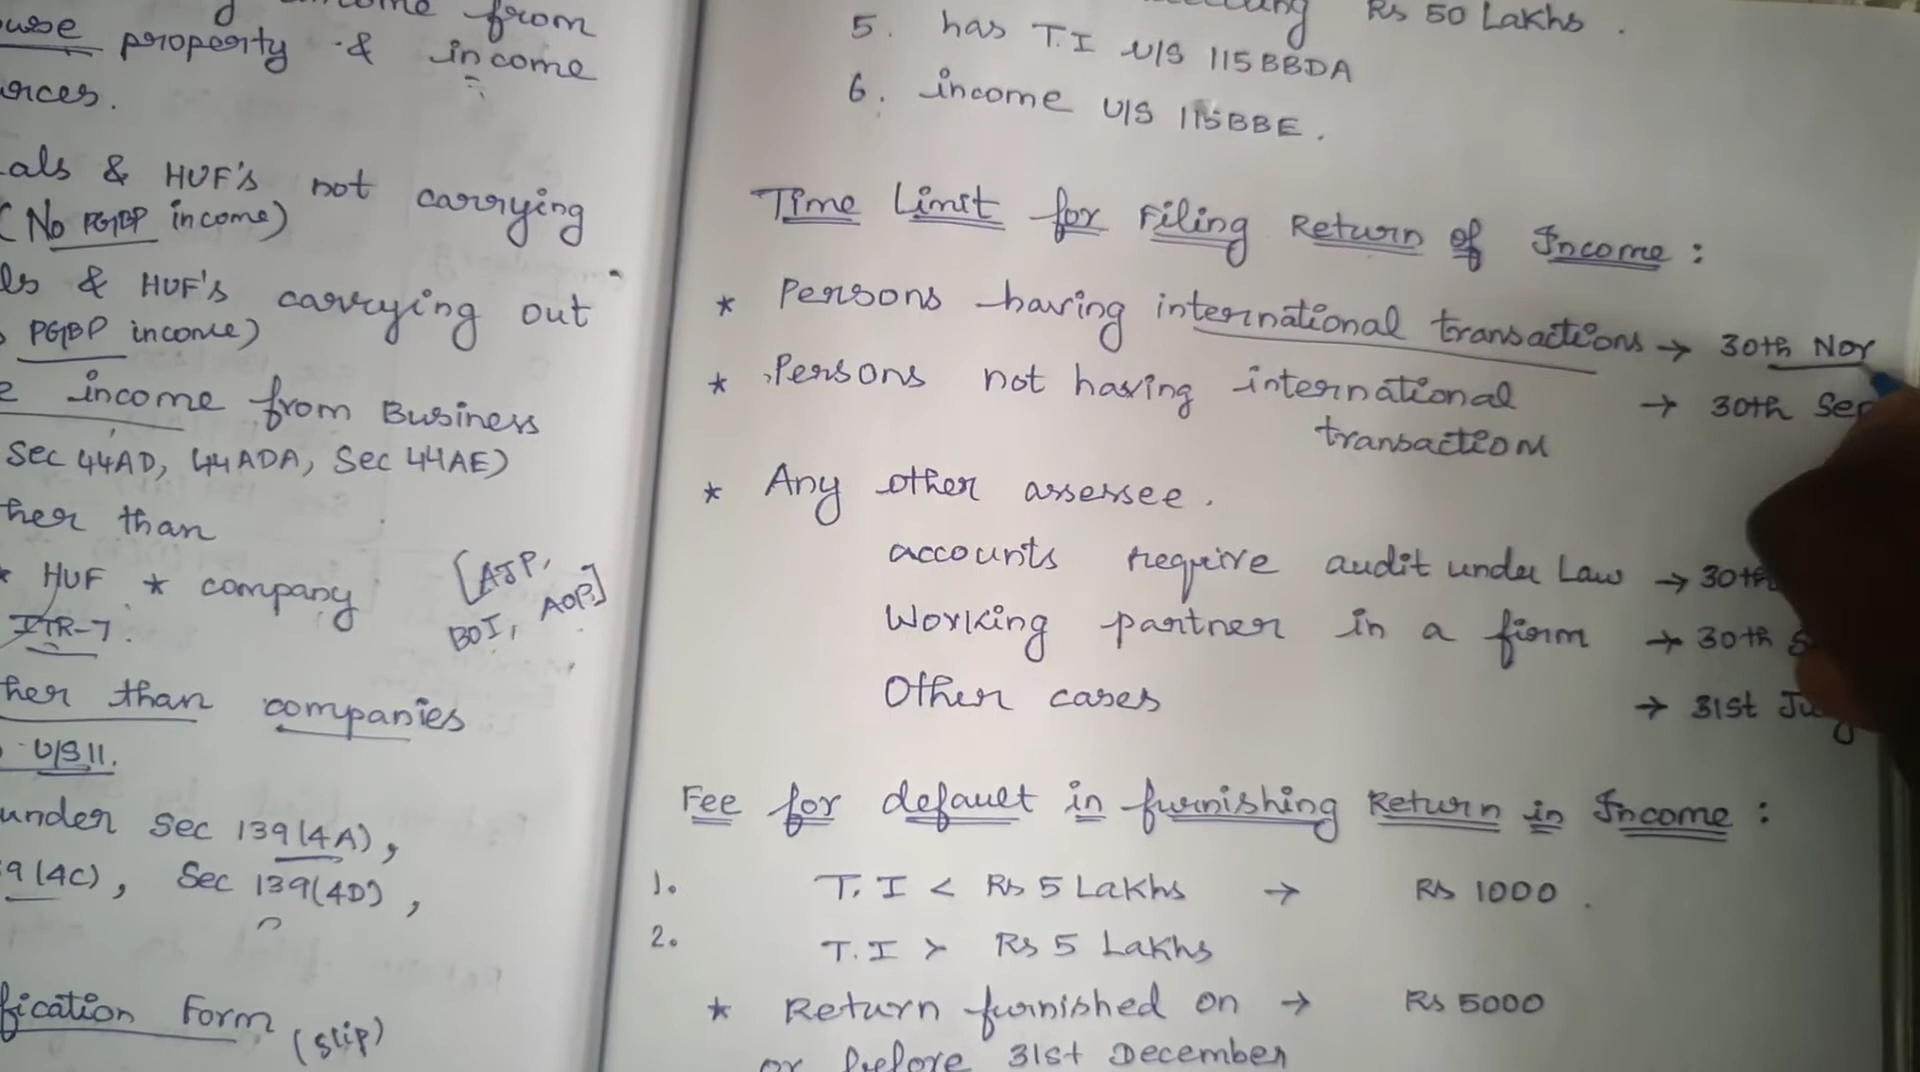 from
property & income
als & HUF's not carrying
(No PGBP income)
& HUF's carrying out
PGBP income)
income from Business
Sec 44AD, 44ADA, Sec 44AE)
her than
* HUF * company [AJP,
BOI, AOP]
ITR-7.
her than companies
U/S 11.
under Sec 139(4A),
9(4C), Sec 139(4D),
fication Form (slip)
Rs 50 Lakhs.
5. has T.I U/S 115BBDA
6. income U/S 115BBE.
Time Limit for Filing Return of Income :
* Persons having international transactions → 30th Nov
* Persons not having international → 30th Sep
transaction
* Any other assessee.
accounts require audit under Law → 30th
Working partner in a firm → 30th
Other cases → 31st July
Fee for default in furnishing Return in Income :
1. T.I < Rs 5 Lakhs → Rs 1000.
2. T.I > Rs 5 Lakhs
* Return furnished on → Rs 5000
or before 31st December